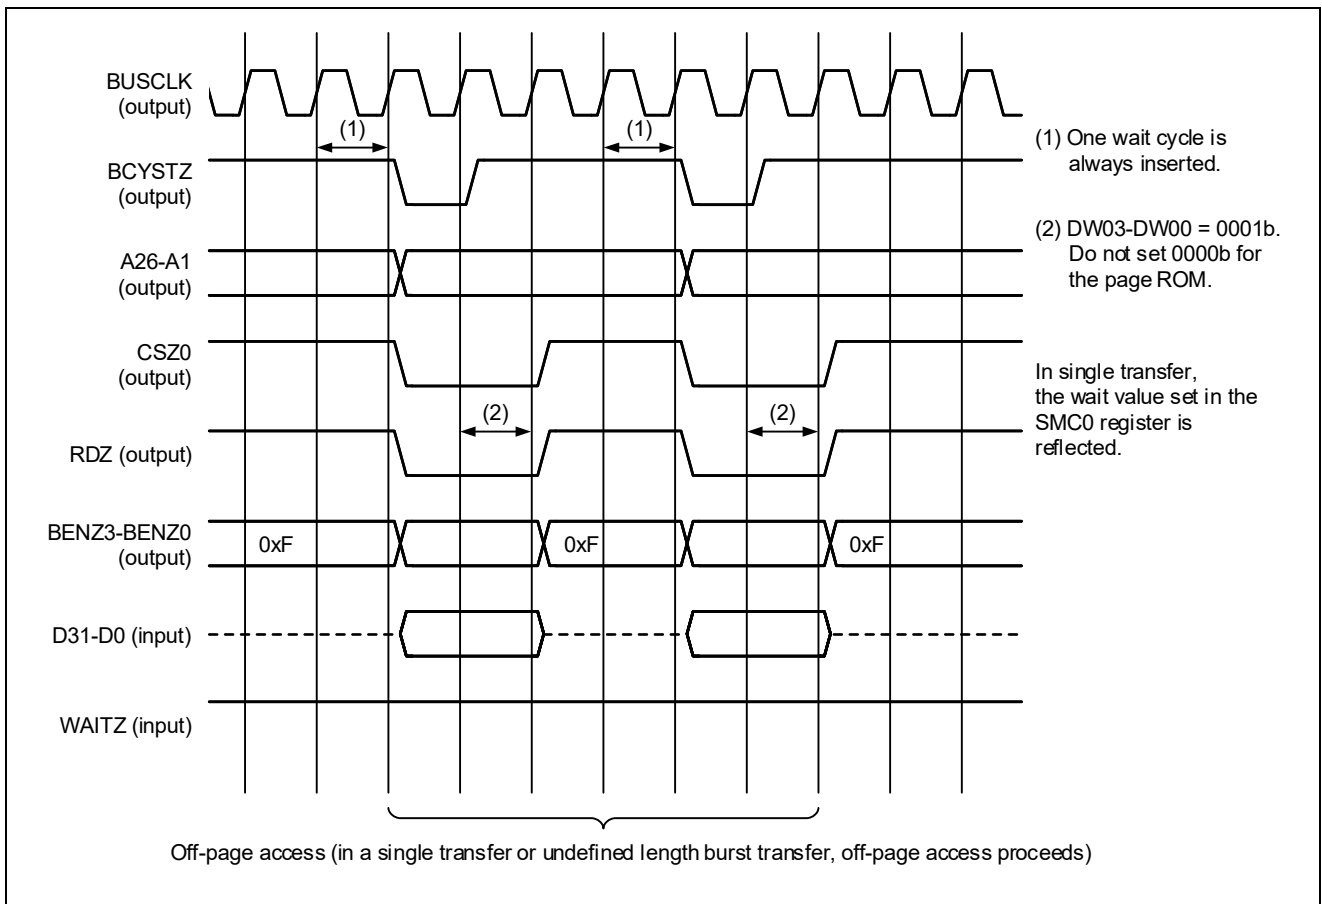 BUSCLK
(output)
(1)
(1)
BCYSTZ
(output)
(1) One wait cycle is
always inserted.
A26-A1
(output)
(2) DW03-DW00 = 0001b.
Do not set 0000b for
the page ROM.
CSZ0
(output)
(2)
(2)
In single transfer,
the wait value set in the
SMC0 register is
reflected.
RDZ (output)
BENZ3-BENZ0
(output)
0xF
0xF
0xF
D31-D0 (input)
WAITZ (input)
Off-page access (in a single transfer or undefined length burst transfer, off-page access proceeds)